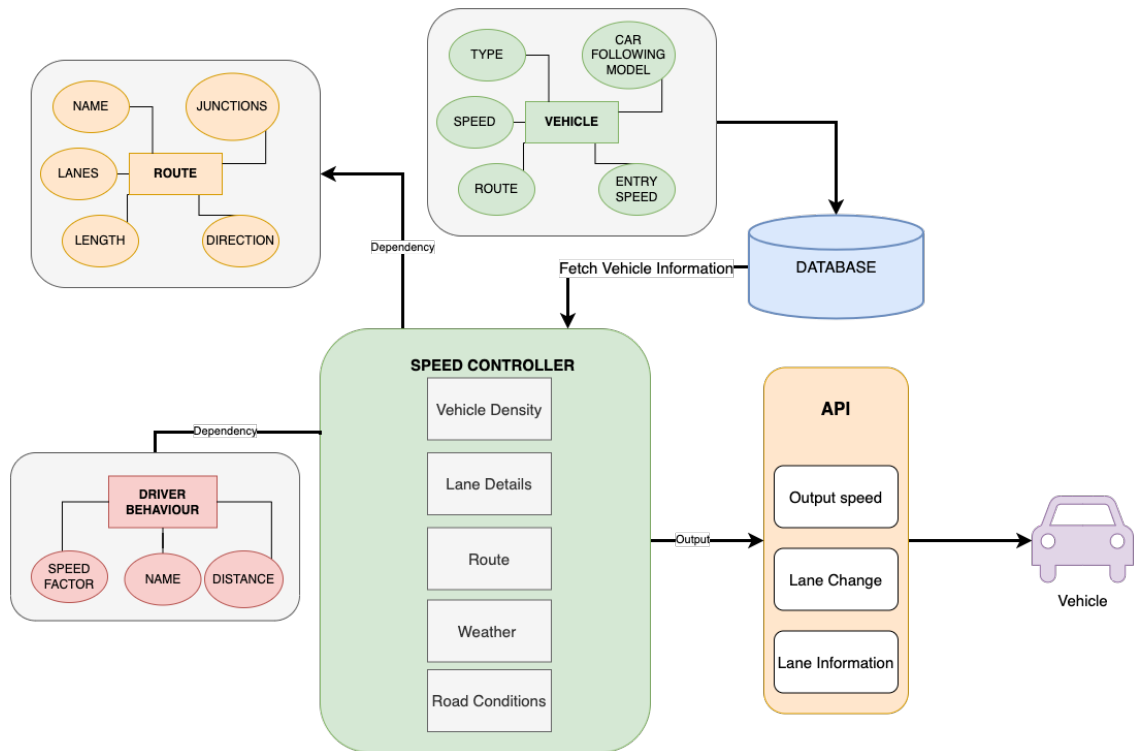 NAME
JUNCTIONS
LANES
ROUTE
LENGTH
DIRECTION
TYPE
CAR
FOLLOWING
MODEL
SPEED
VEHICLE
ROUTE
ENTRY
SPEED
Dependency
Fetch Vehicle Information
DATABASE
SPEED CONTROLLER
Vehicle Density
Lane Details
Route
Weather
Road Conditions
Dependency
DRIVER
BEHAVIOUR
SPEED
FACTOR
NAME
DISTANCE
Output
API
Output speed
Lane Change
Lane Information
Vehicle